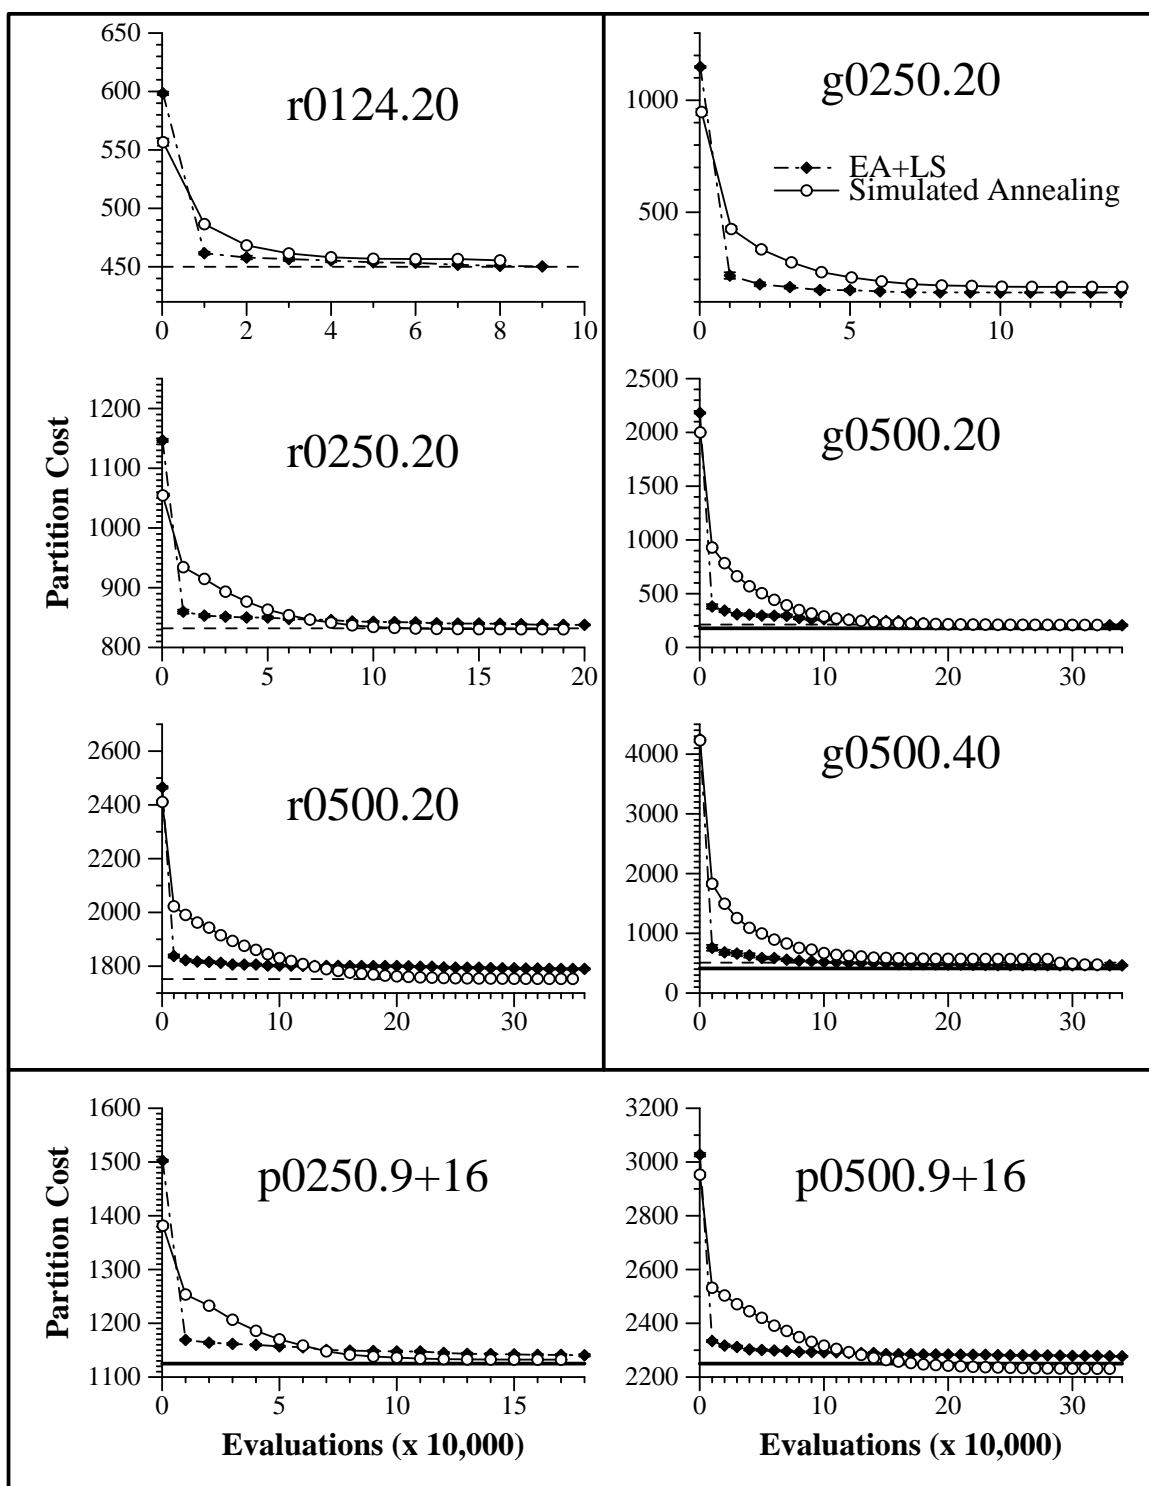 650
600
550
500
450
0 2 4 6 8 10
r0124.20
1000
500
0 5 10
g0250.20
EA+LS
Simulated Annealing
Partition Cost
1200
1100
1000
900
800
0 5 10 15 20
r0250.20
2500
2000
1500
1000
500
0
0 10 20 30
g0500.20
2600
2400
2200
2000
1800
0 10 20 30
r0500.20
4000
3000
2000
1000
0
0 10 20 30
g0500.40
Partition Cost
1600
1500
1400
1300
1200
1100
0 5 10 15
p0250.9+16
Evaluations (x 10,000)
3200
3000
2800
2600
2400
2200
0 10 20 30
p0500.9+16
Evaluations (x 10,000)